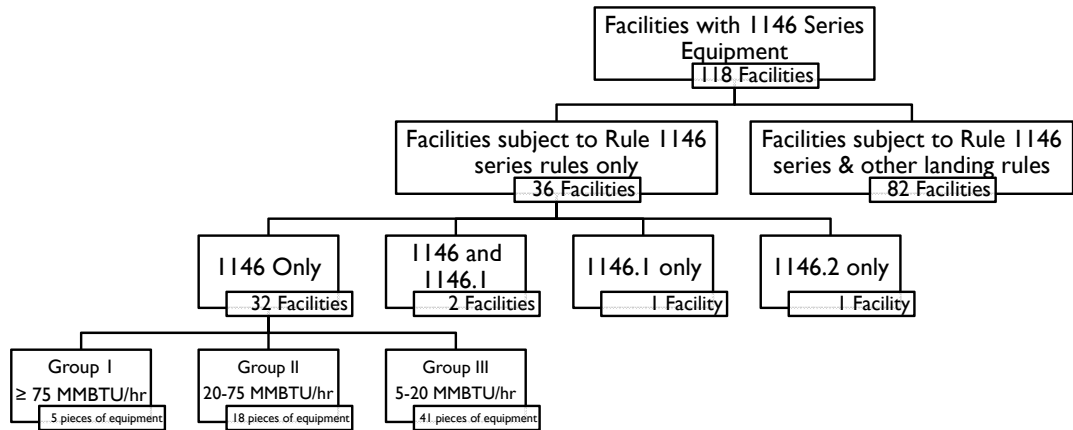 Facilities with 1146 Series
Equipment
118 Facilities
Facilities subject to Rule 1146
series rules only
36 Facilities
Facilities subject to Rule 1146
series & other landing rules
82 Facilities
1146 Only
32 Facilities
1146 and
1146.1
2 Facilities
1146.1 only
1 Facility
1146.2 only
1 Facility
Group I
≥ 75 MMBTU/hr
5 pieces of equipment
Group II
20-75 MMBTU/hr
18 pieces of equipment
Group III
5-20 MMBTU/hr
41 pieces of equipment